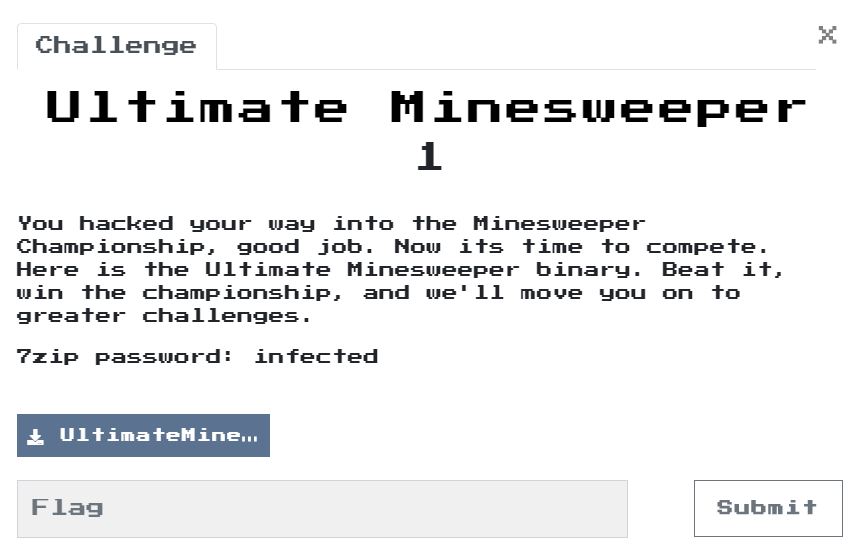 Challenge
x
Ultimate Minesweeper
1
You hacked your way into the Minesweeper
Championship, good job. Now its time to compete.
Here is the Ultimate Minesweeper binary. Beat it,
win the championship, and we'll move you on to
greater challenges.
7zip password: infected
UltimateMine…
Flag
Submit